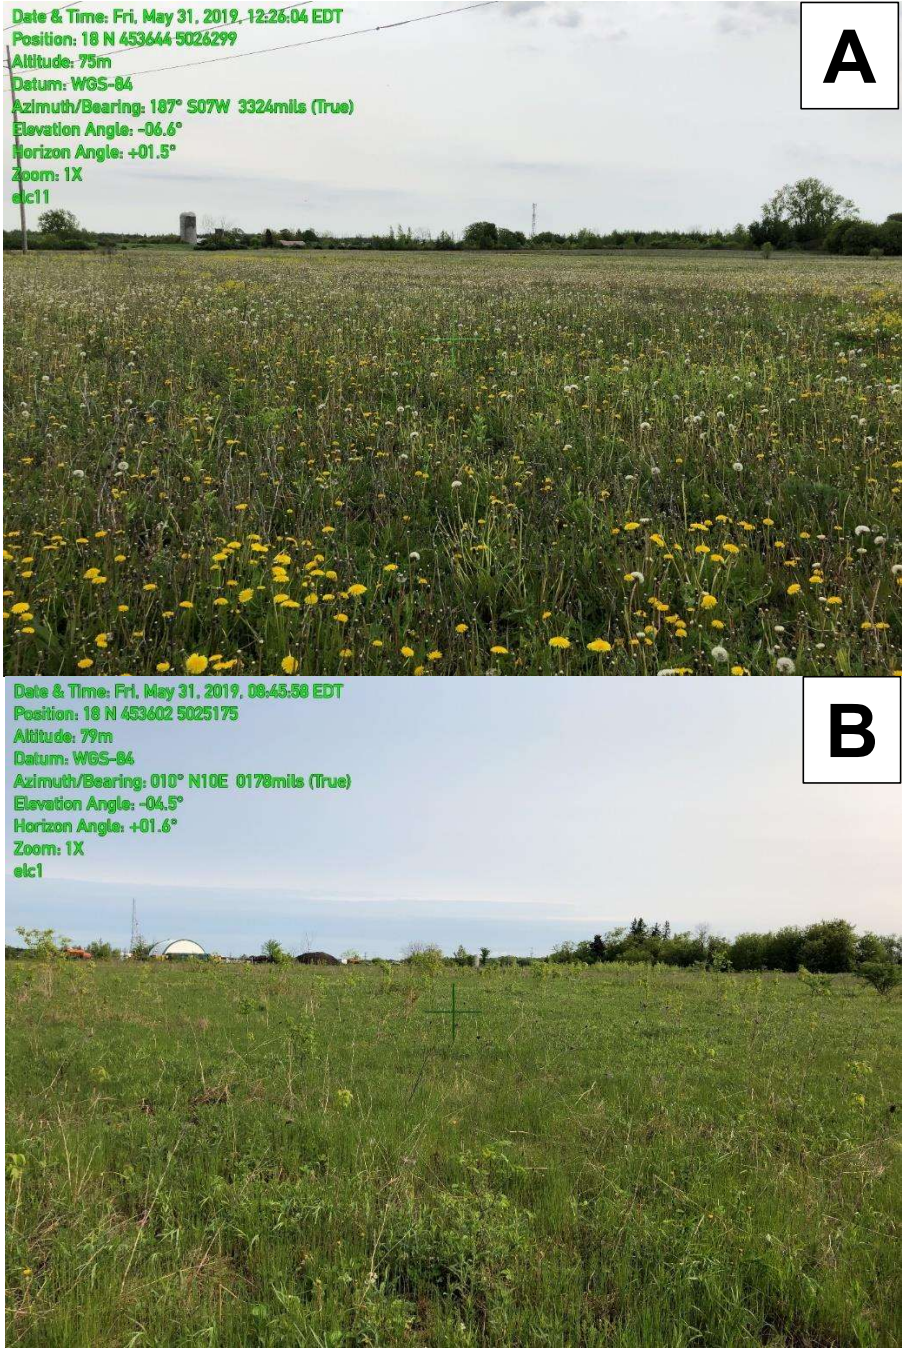 Date & Time: Fri, May 31, 2019, 12:26:04 EDT
Position: 18 N 453644 5026299
Altitude: 75m
Datum: WGS-84
Azimuth/Bearing: 187° S07W 3324mils (True)
Elevation Angle: -06.6°
Horizon Angle: +01.5°
Zoom: 1X
elc11
A
Date & Time: Fri, May 31, 2019, 08:45:58 EDT
Position: 18 N 453602 5025175
Altitude: 79m
Datum: WGS-84
Azimuth/Bearing: 010° N10E 0178mils (True)
Elevation Angle: -04.5°
Horizon Angle: +01.6°
Zoom: 1X
elc1
B